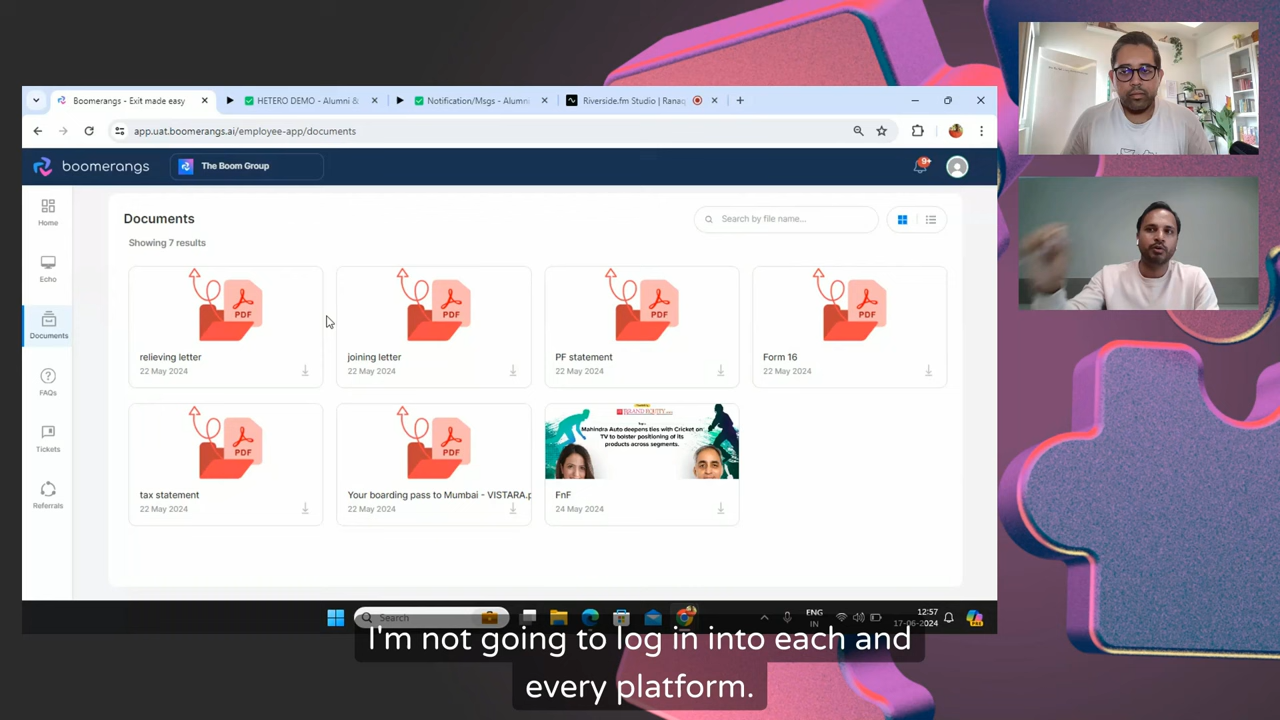 Boomerangs - Exit made easy
HETERO DEMO - Alumni &
Notification/Msgs - Alumn
Riverside.fm Studio | Rana
app.uat.boomerangs.ai/employee-app/documents
boomerangs
The Boom Group
9+
Home
Echo
Documents
FAQs
Tickets
Referrals
Documents
Search by file name...
Showing 7 results
PDF
PDF
PDF
PDF
relieving letter
joining letter
PF statement
Form 16
22 May 2024
22 May 2024
22 May 2024
22 May 2024
PDF
PDF
BRAND EQUITY
Mahindra Auto deepens ties with Cricket on
TV to bolster positioning of its
products across segments.
tax statement
Your boarding pass to Mumbai - VISTARA.p
FnF
22 May 2024
22 May 2024
24 May 2024
Search
ENG
IN
12:57
17-06-2024
I'm not going to log in into each and
every platform.